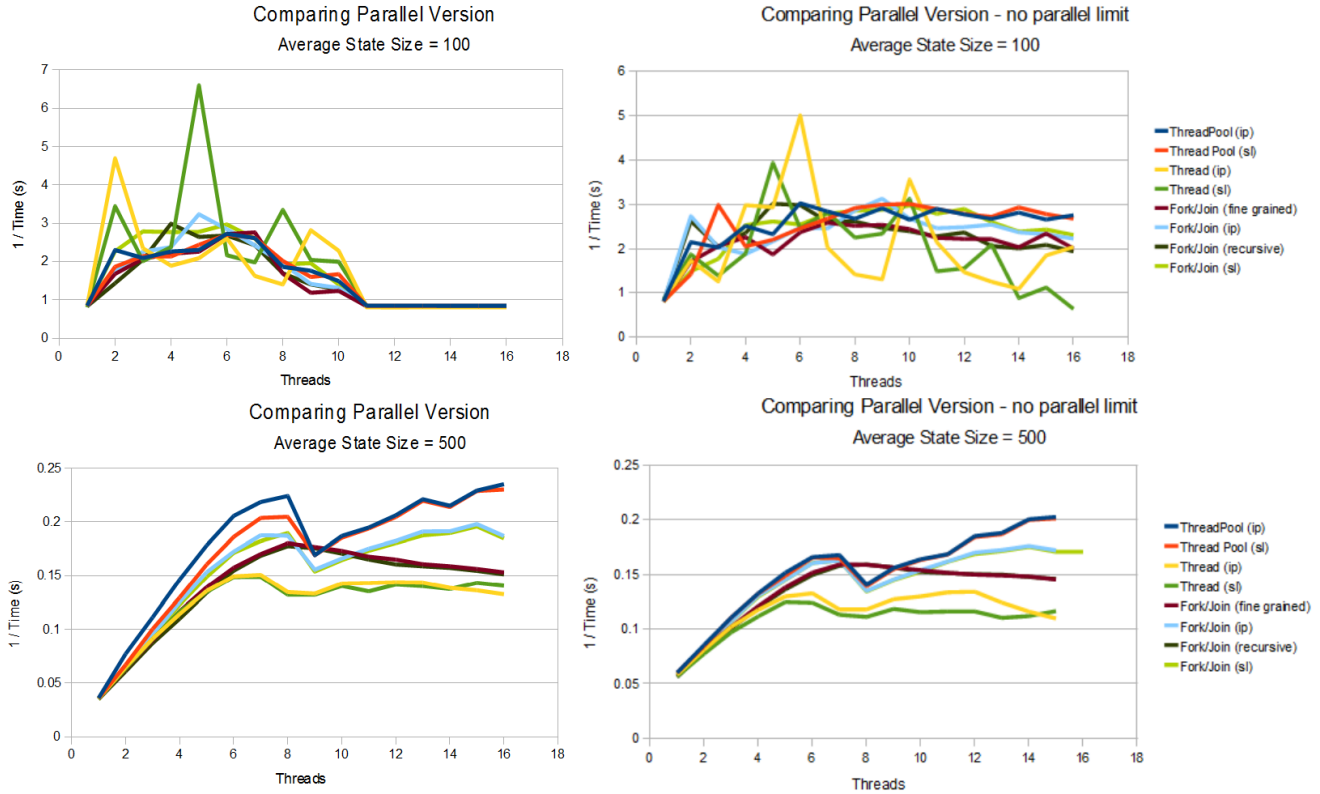 Comparing Parallel Version
Average State Size = 100
7
6
5
4
3
2
1
0
1 / Time (s)
0 2 4 6 8 10 12 14 16 18
Threads
Comparing Parallel Version - no parallel limit
Average State Size = 100
6
5
4
3
2
1
0
1 / Time (s)
0 2 4 6 8 10 12 14 16 18
Threads
ThreadPool (ip)
Thread Pool (sl)
Thread (ip)
Thread (sl)
Fork/Join (fine grained)
Fork/Join (ip)
Fork/Join (recursive)
Fork/Join (sl)
Comparing Parallel Version
Average State Size = 500
0.25
0.2
0.15
0.1
0.05
0
1 / Time (s)
0 2 4 6 8 10 12 14 16 18
Threads
Comparing Parallel Version - no parallel limit
Average State Size = 500
0.25
0.2
0.15
0.1
0.05
0
1 / Time (s)
0 2 4 6 8 10 12 14 16 18
Threads
ThreadPool (ip)
Thread Pool (sl)
Thread (ip)
Thread (sl)
Fork/Join (fine grained)
Fork/Join (ip)
Fork/Join (recursive)
Fork/Join (sl)